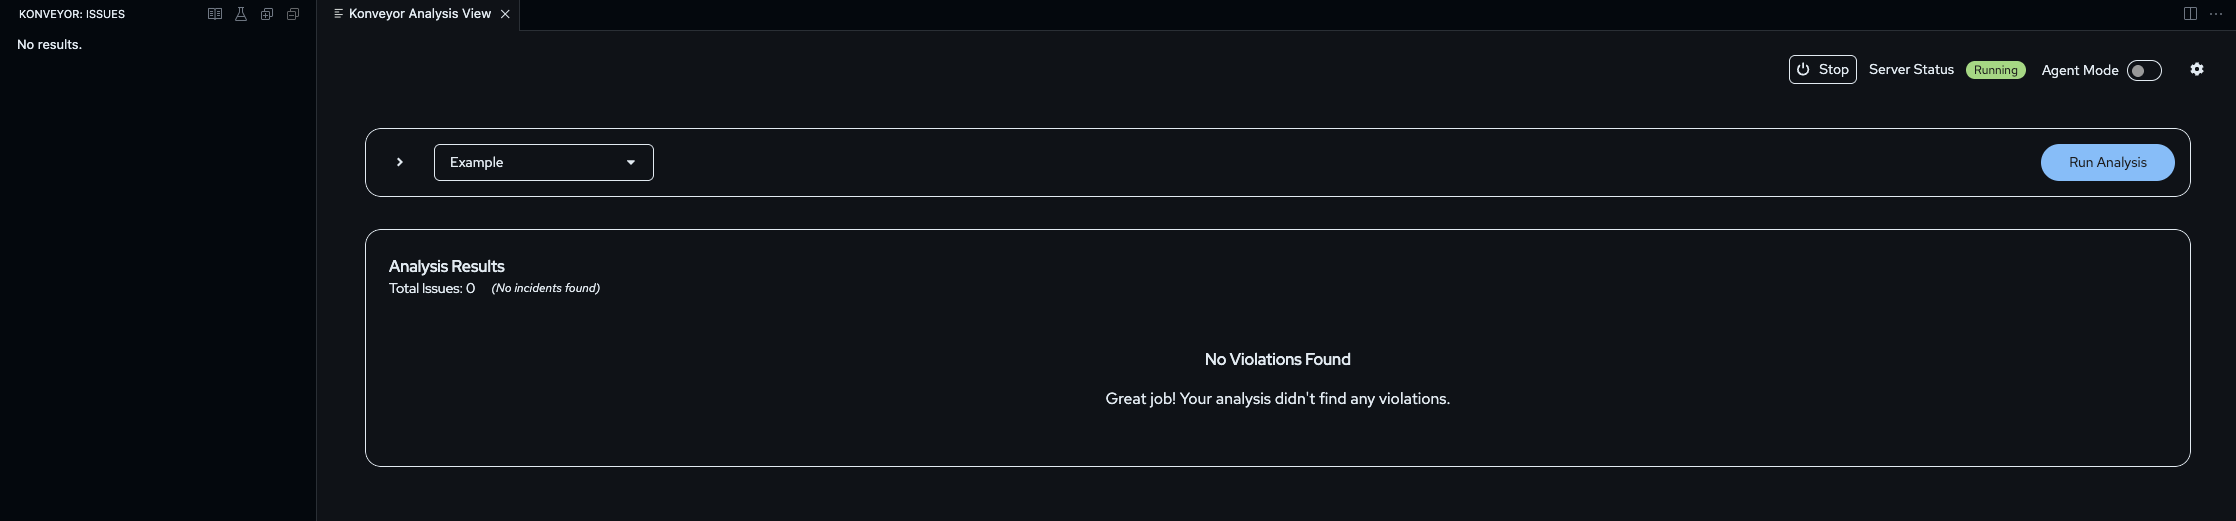 KONVEYOR: ISSUES
No results.
Konveyor Analysis View
Stop
Server Status
Running
Agent Mode
Example
Run Analysis
Analysis Results
Total Issues: 0 (No incidents found)
No Violations Found
Great job! Your analysis didn't find any violations.